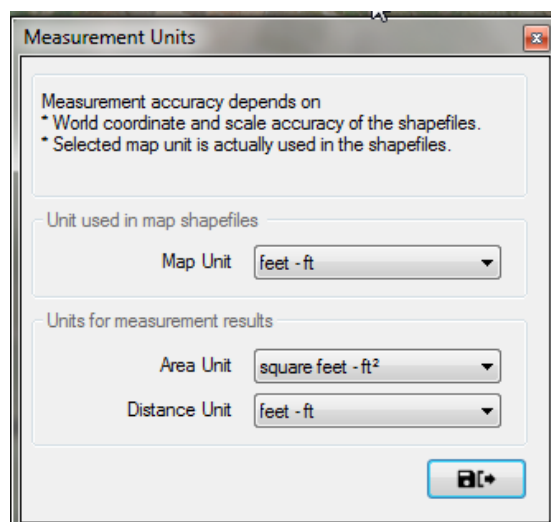 Measurement Units
Measurement accuracy depends on
* World coordinate and scale accuracy of the shapefiles.
* Selected map unit is actually used in the shapefiles.
Unit used in map shapefiles
Map Unit feet - ft
Units for measurement results
Area Unit square feet - ft²
Distance Unit feet - ft